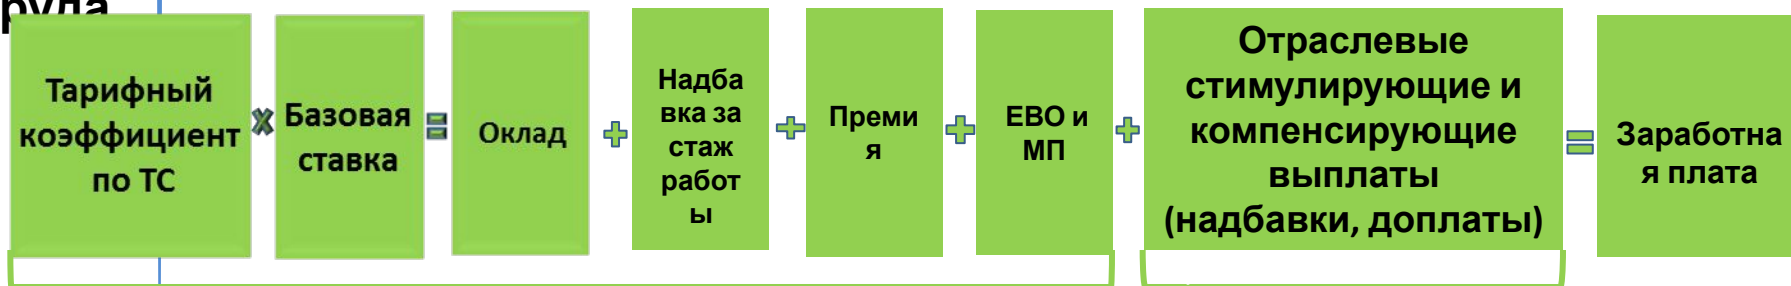 руда
Тарифный
коэффициент
по ТС
Базовая
ставка
Оклад
Надба
вка за
стаж
работ
ы
Преми
я
ЕВО и
МП
Отраслевые
стимулирующие и
компенсирующие
выплаты
(надбавки, доплаты)
Заработна
я плата